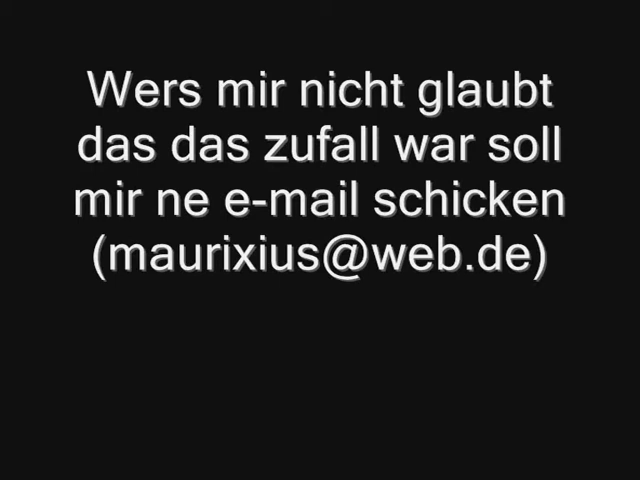 Wers mir nicht glaubt
das das zufall war soll
mir ne e-mail schicken
(maurixius@web.de)